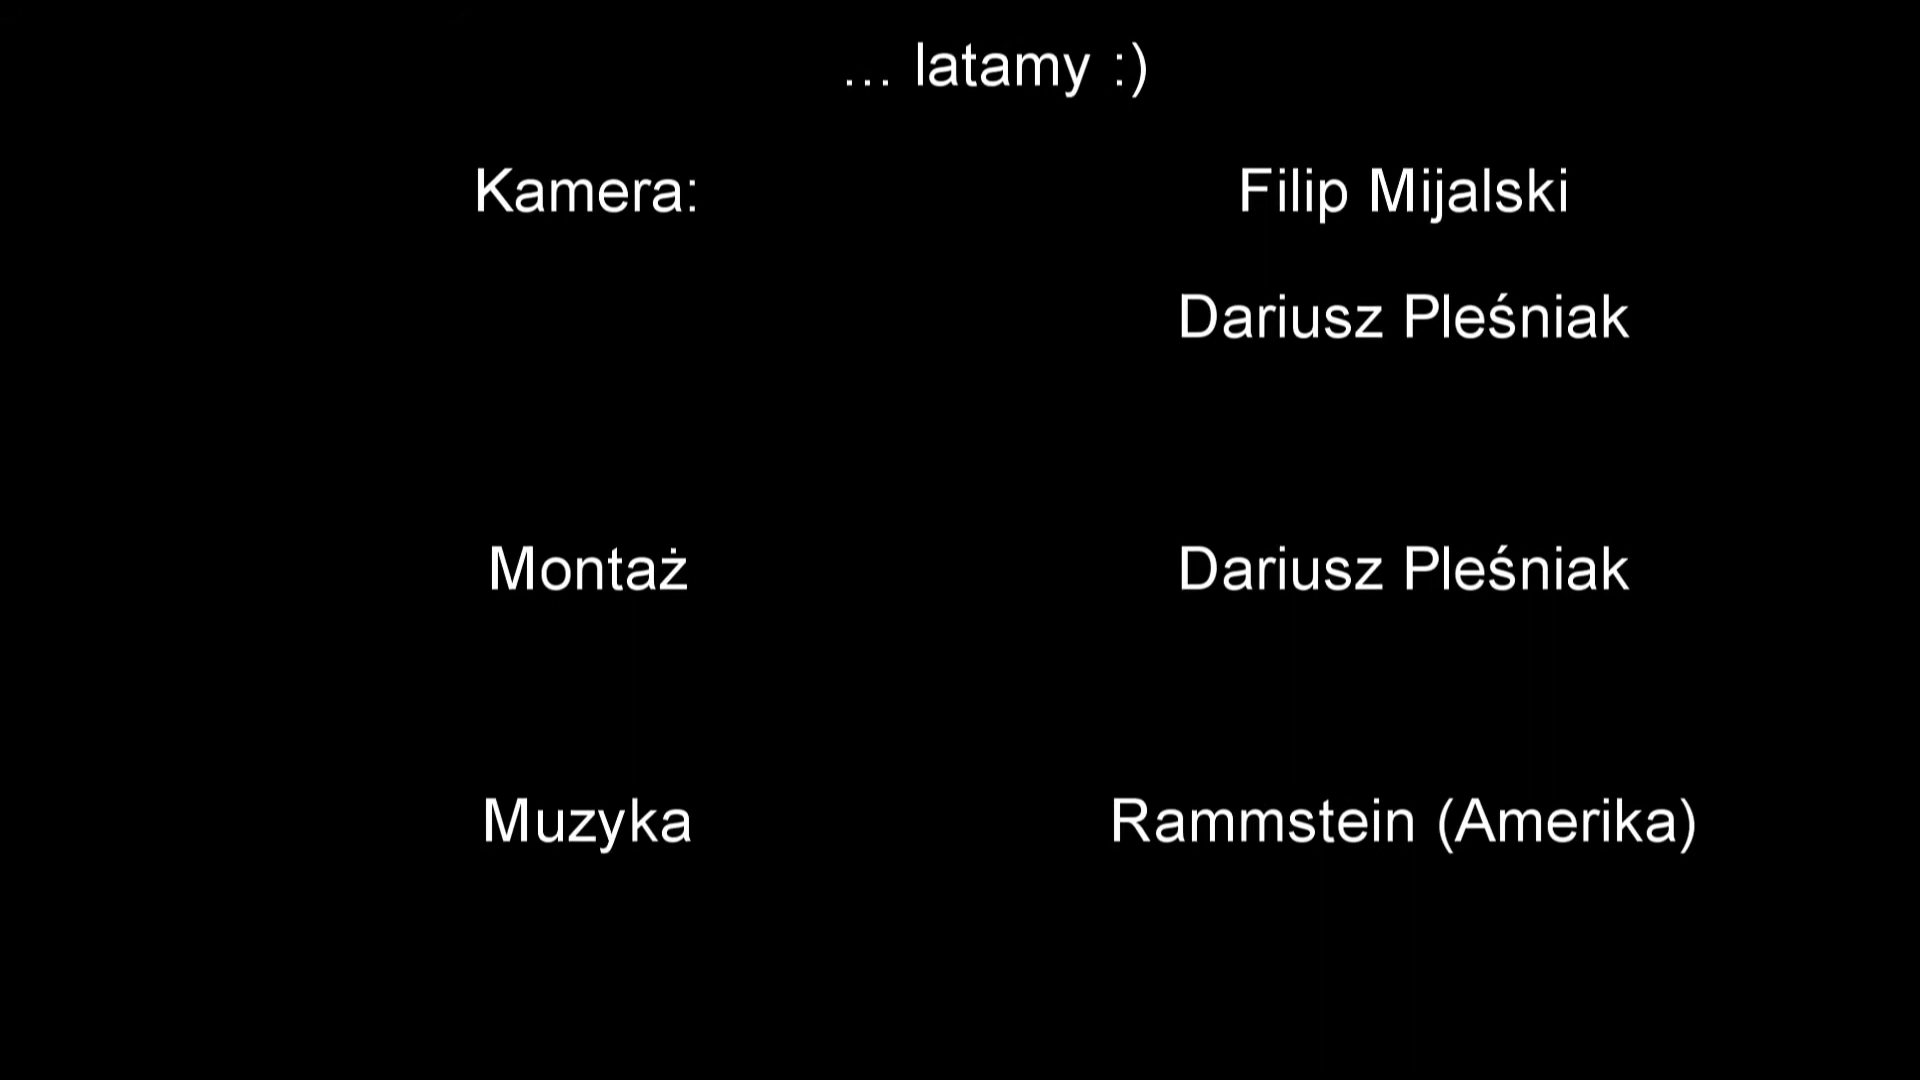 ... latamy :)
Kamera: Filip Mijalski
Dariusz Pleśniak
Montaż Dariusz Pleśniak
Muzyka Rammstein (Amerika)